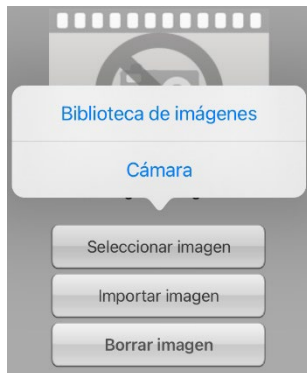 Biblioteca de imágenes
Cámara
Seleccionar imagen
Importar imagen
Borrar imagen